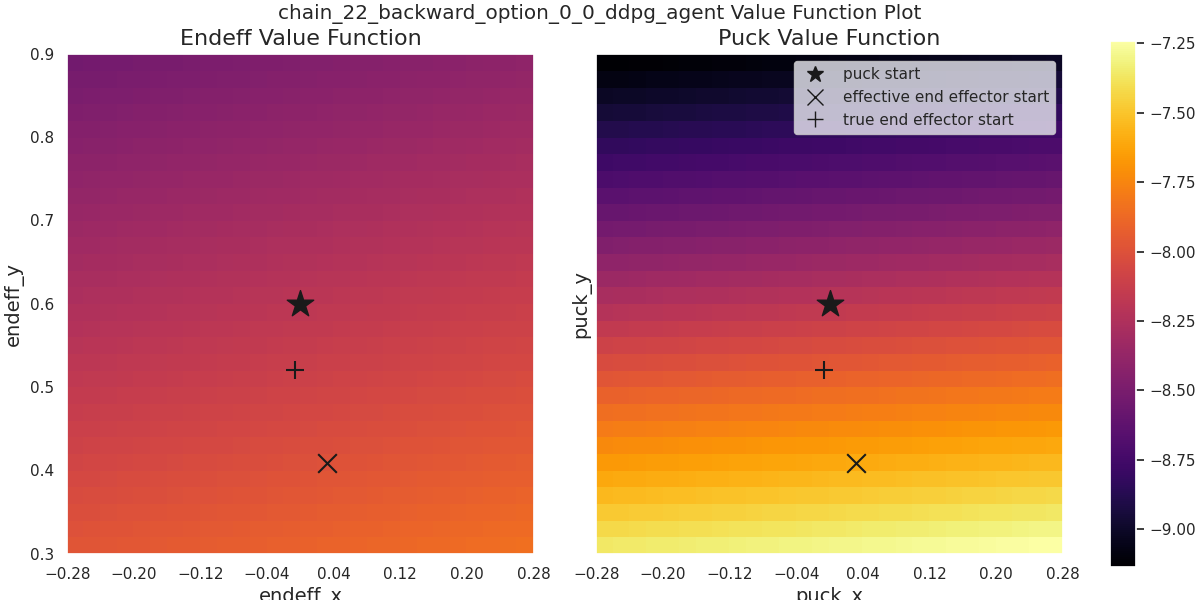 chain_22_backward_option_0_0_ddpg_agent Value Function Plot
Endeff Value Function
Puck Value Function
puck start
effective end effector start
true end effector start
endeff_y
0.9
0.8
0.7
0.6
0.5
0.4
0.3
−0.28 −0.20 −0.12 −0.04 0.04 0.12 0.20 0.28
endeff_x
puck_y
−0.28 −0.20 −0.12 −0.04 0.04 0.12 0.20 0.28
puck_x
−7.25
−7.50
−7.75
−8.00
−8.25
−8.50
−8.75
−9.00